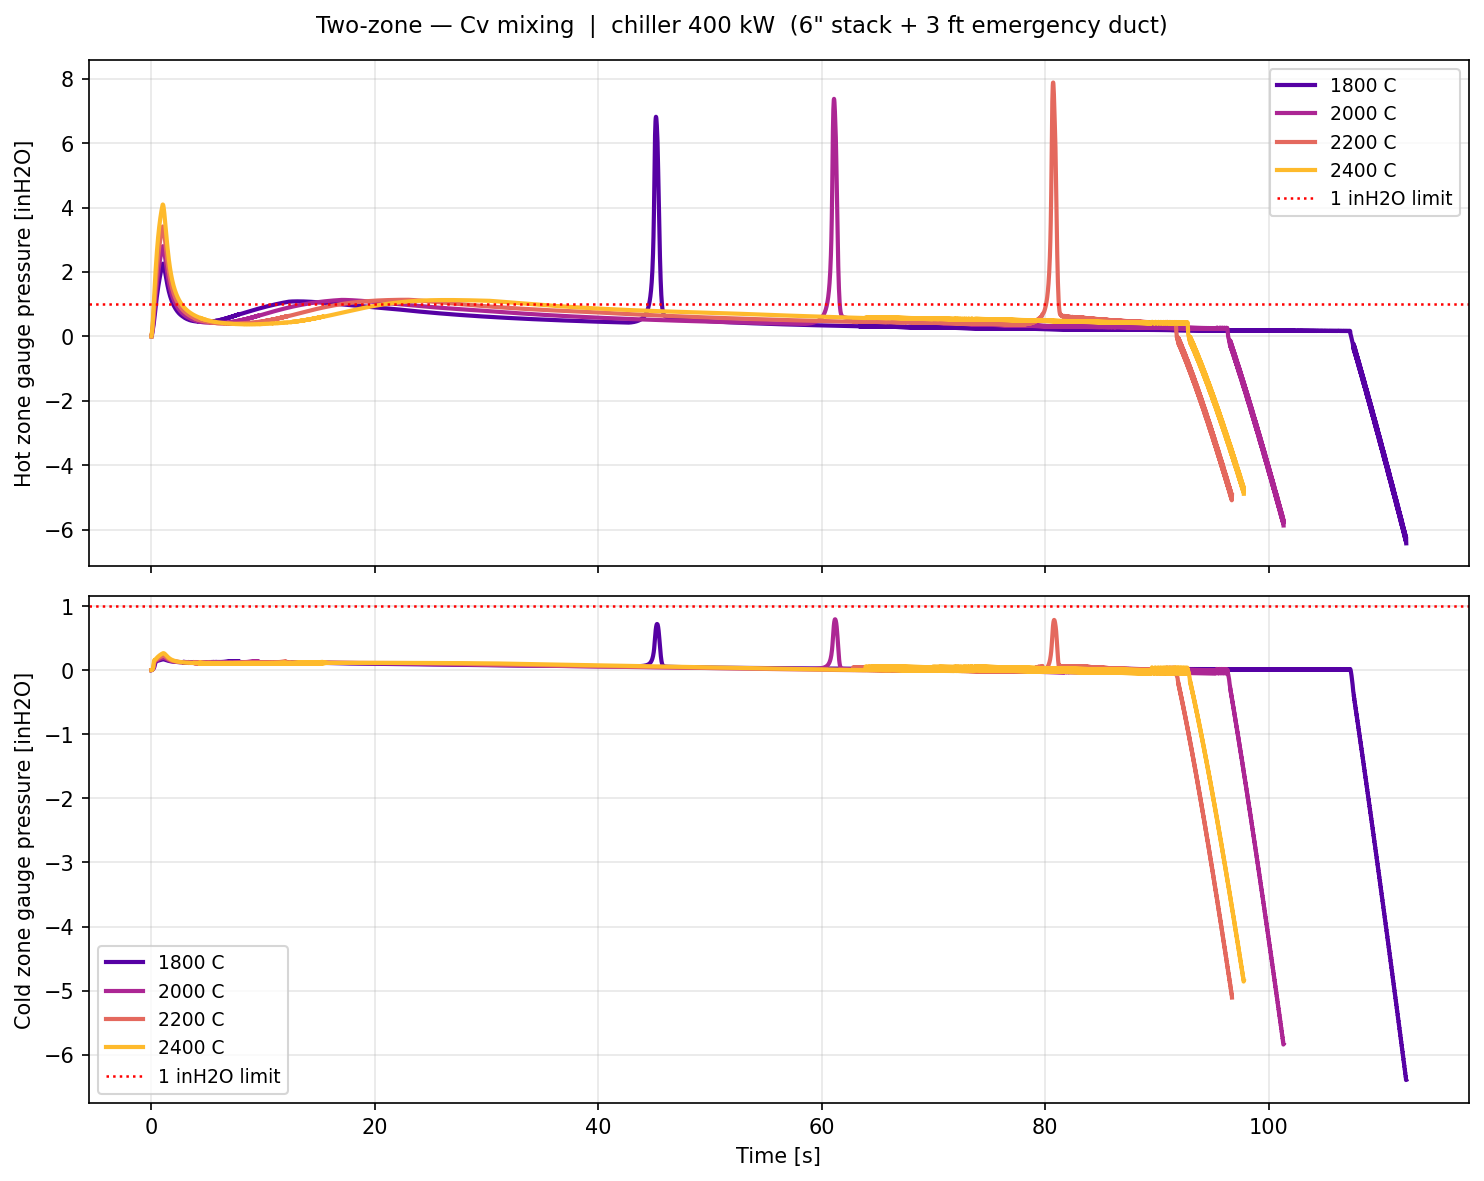 Two-zone — Cv mixing | chiller 400 kW (6" stack + 3 ft emergency duct)
Hot zone gauge pressure [inH2O]
8
6
4
2
0
−2
−4
−6
1800 C
2000 C
2200 C
2400 C
1 inH2O limit
Cold zone gauge pressure [inH2O]
1
0
−1
−2
−3
−4
−5
−6
1800 C
2000 C
2200 C
2400 C
1 inH2O limit
0 20 40 60 80 100
Time [s]